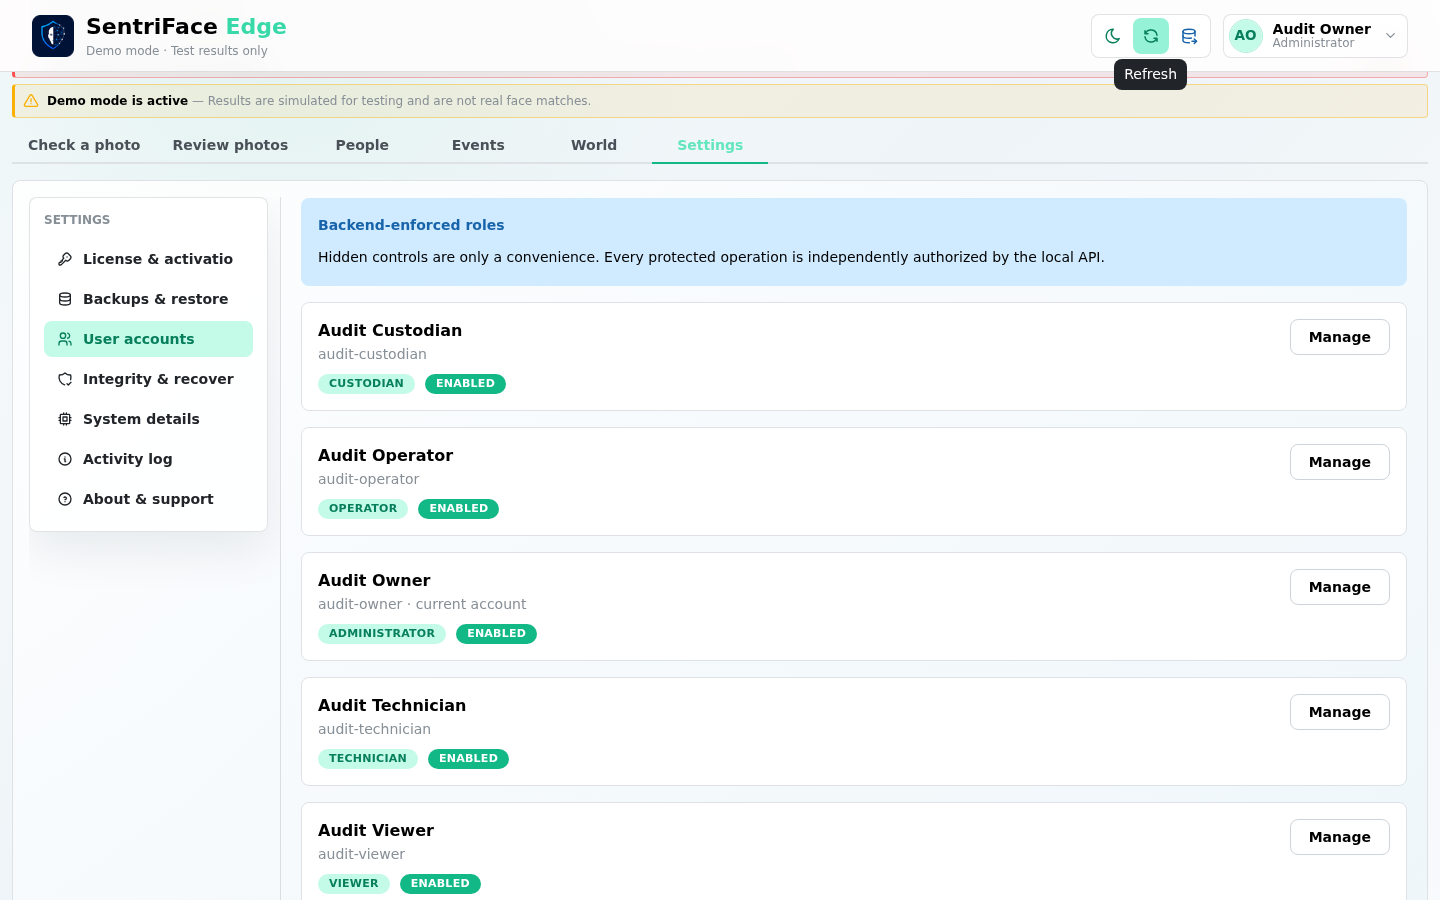 SentriFace Edge
Demo mode · Test results only
AO
Audit Owner
Administrator
Refresh
Demo mode is active — Results are simulated for testing and are not real face matches.
Check a photo
Review photos
People
Events
World
Settings
SETTINGS
License & activatio
Backups & restore
User accounts
Integrity & recover
System details
Activity log
About & support
Backend-enforced roles
Hidden controls are only a convenience. Every protected operation is independently authorized by the local API.
Audit Custodian
audit-custodian
CUSTODIAN ENABLED
Manage
Audit Operator
audit-operator
OPERATOR ENABLED
Manage
Audit Owner
audit-owner · current account
ADMINISTRATOR ENABLED
Manage
Audit Technician
audit-technician
TECHNICIAN ENABLED
Manage
Audit Viewer
audit-viewer
VIEWER ENABLED
Manage